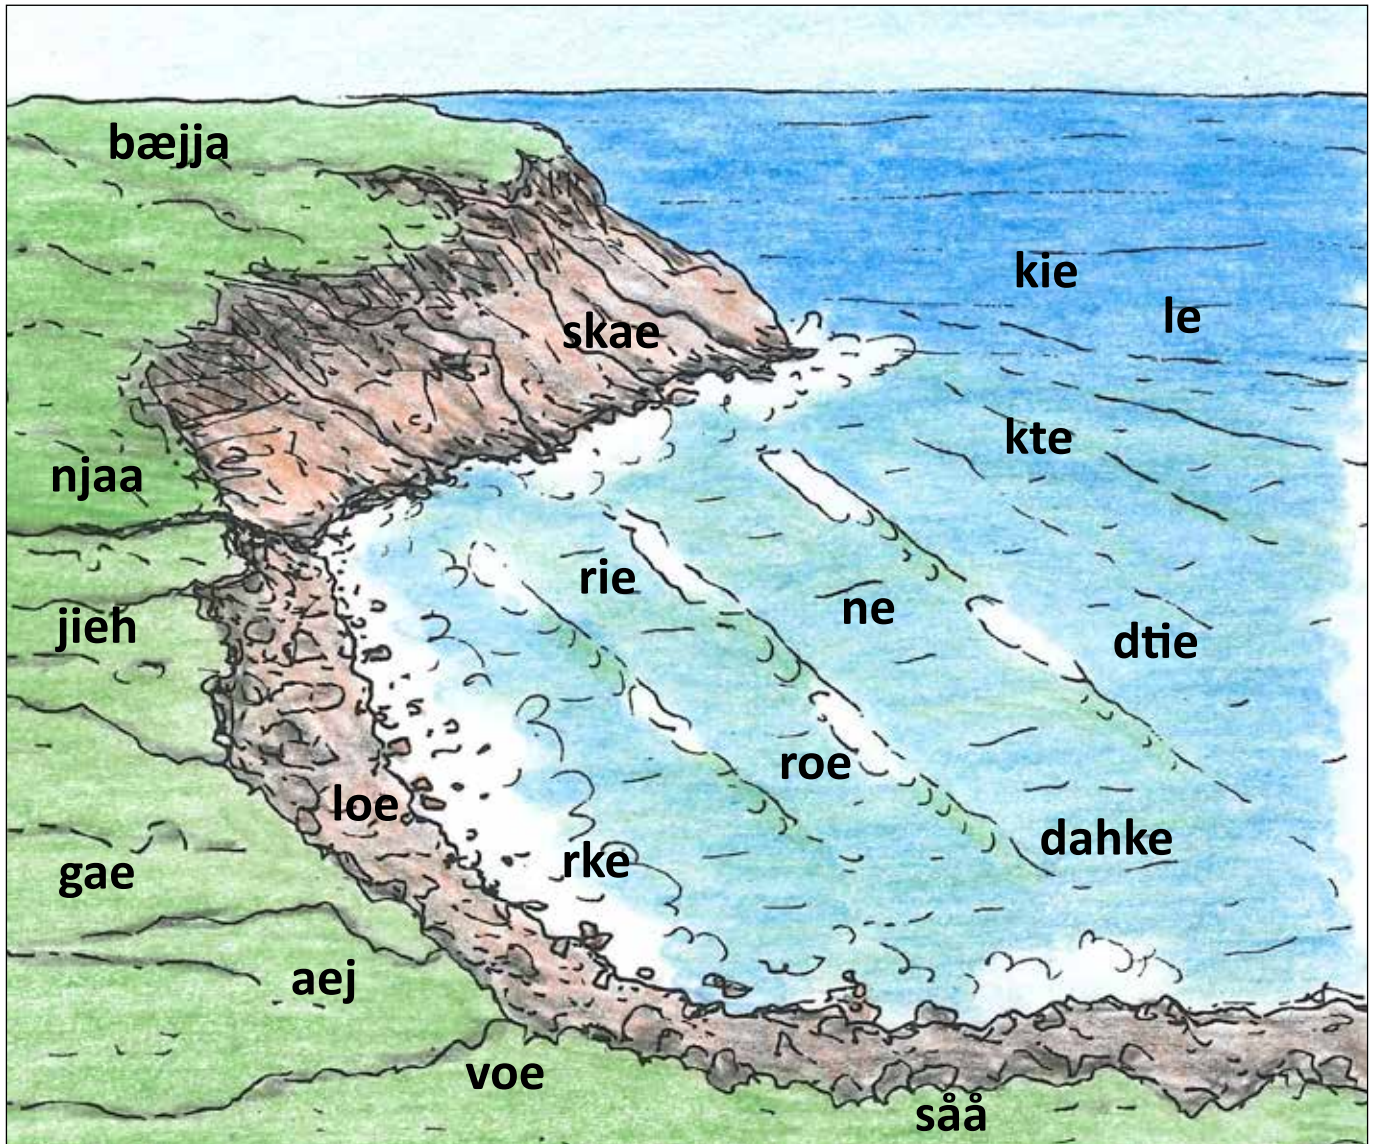 bæjja
kie
le
skae
kte
njaa
rie
ne
jieh
dtie
roe
loe
dahke
rke
gae
aej
voe
såå